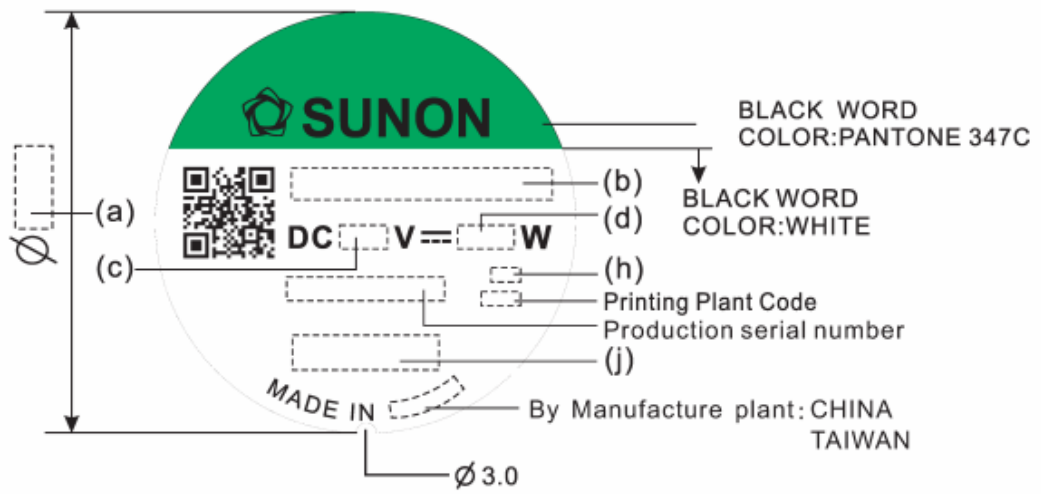 SUNON
BLACK WORD
COLOR:PANTONE 347C
BLACK WORD
COLOR:WHITE
(a)
Ø
(b)
DC V W
(d)
(c)
(h)
Printing Plant Code
Production serial number
(j)
MADE IN
By Manufacture plant: CHINA
TAIWAN
Ø3.0